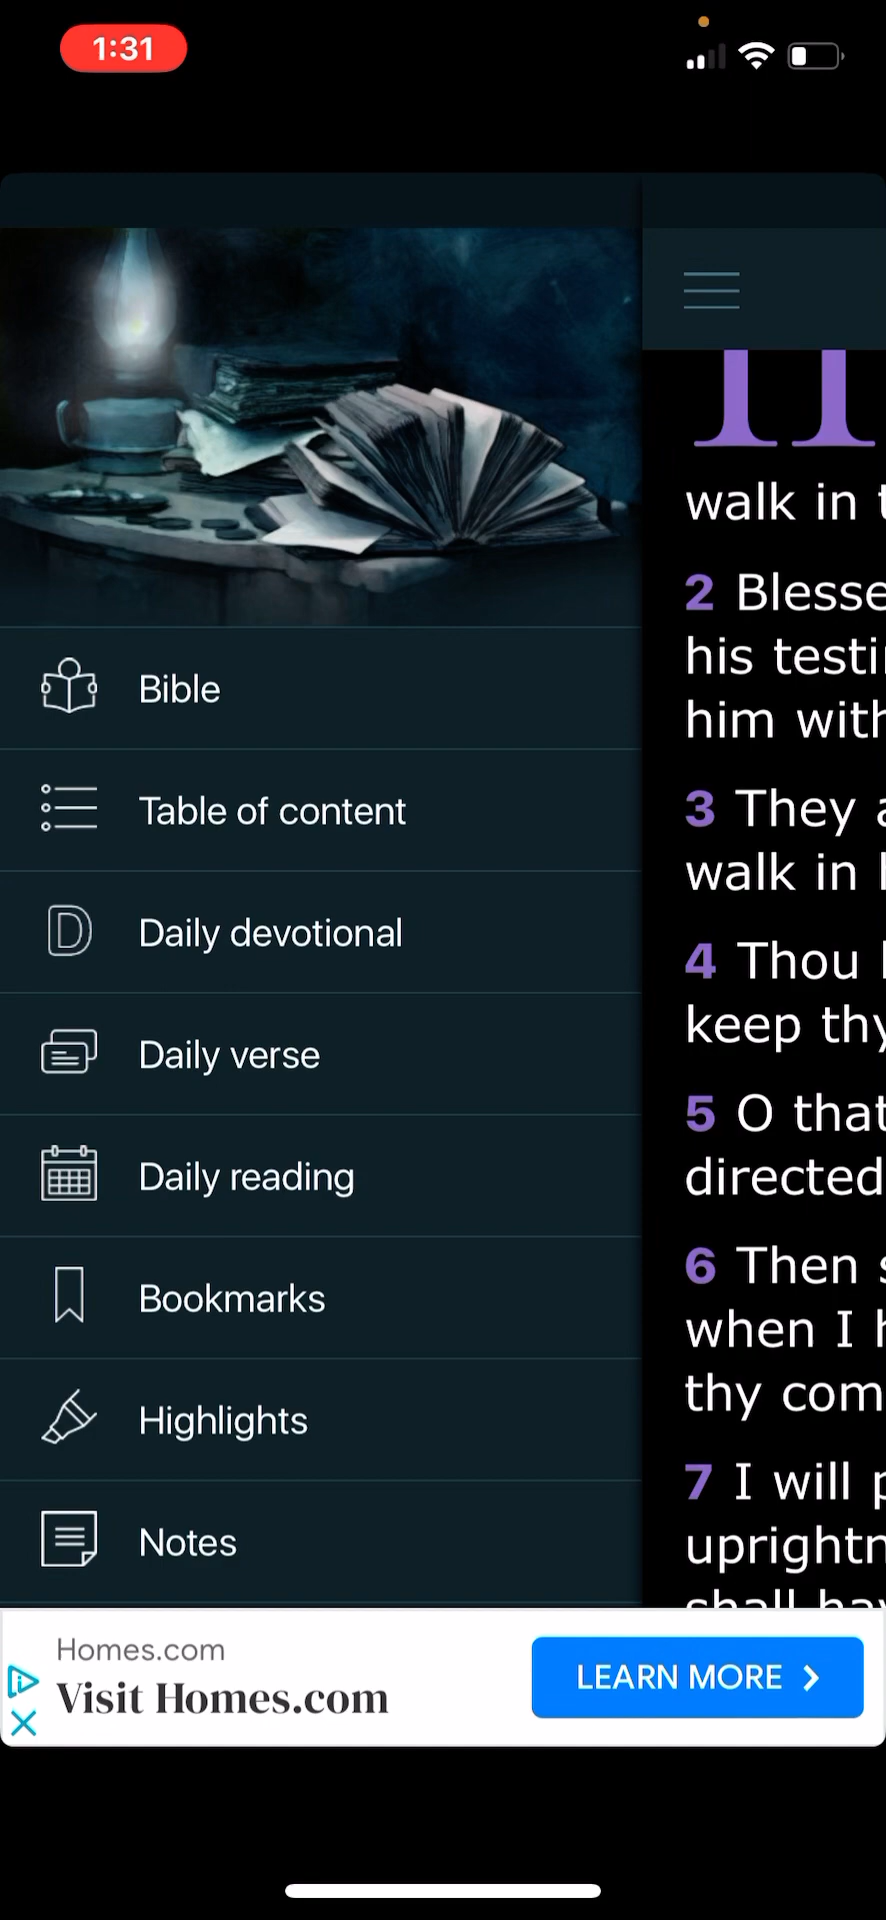 1:31
Bible
Table of content
Daily devotional
Daily verse
Daily reading
Bookmarks
Highlights
Notes
walk in t
2 Blesse
his testi
him with
3 They a
walk in
4 Thou
keep thy
5 O that
directed
6 Then s
when I h
thy com
7 I will p
uprightn
shall hav
Homes.com
Visit Homes.com
LEARN MORE